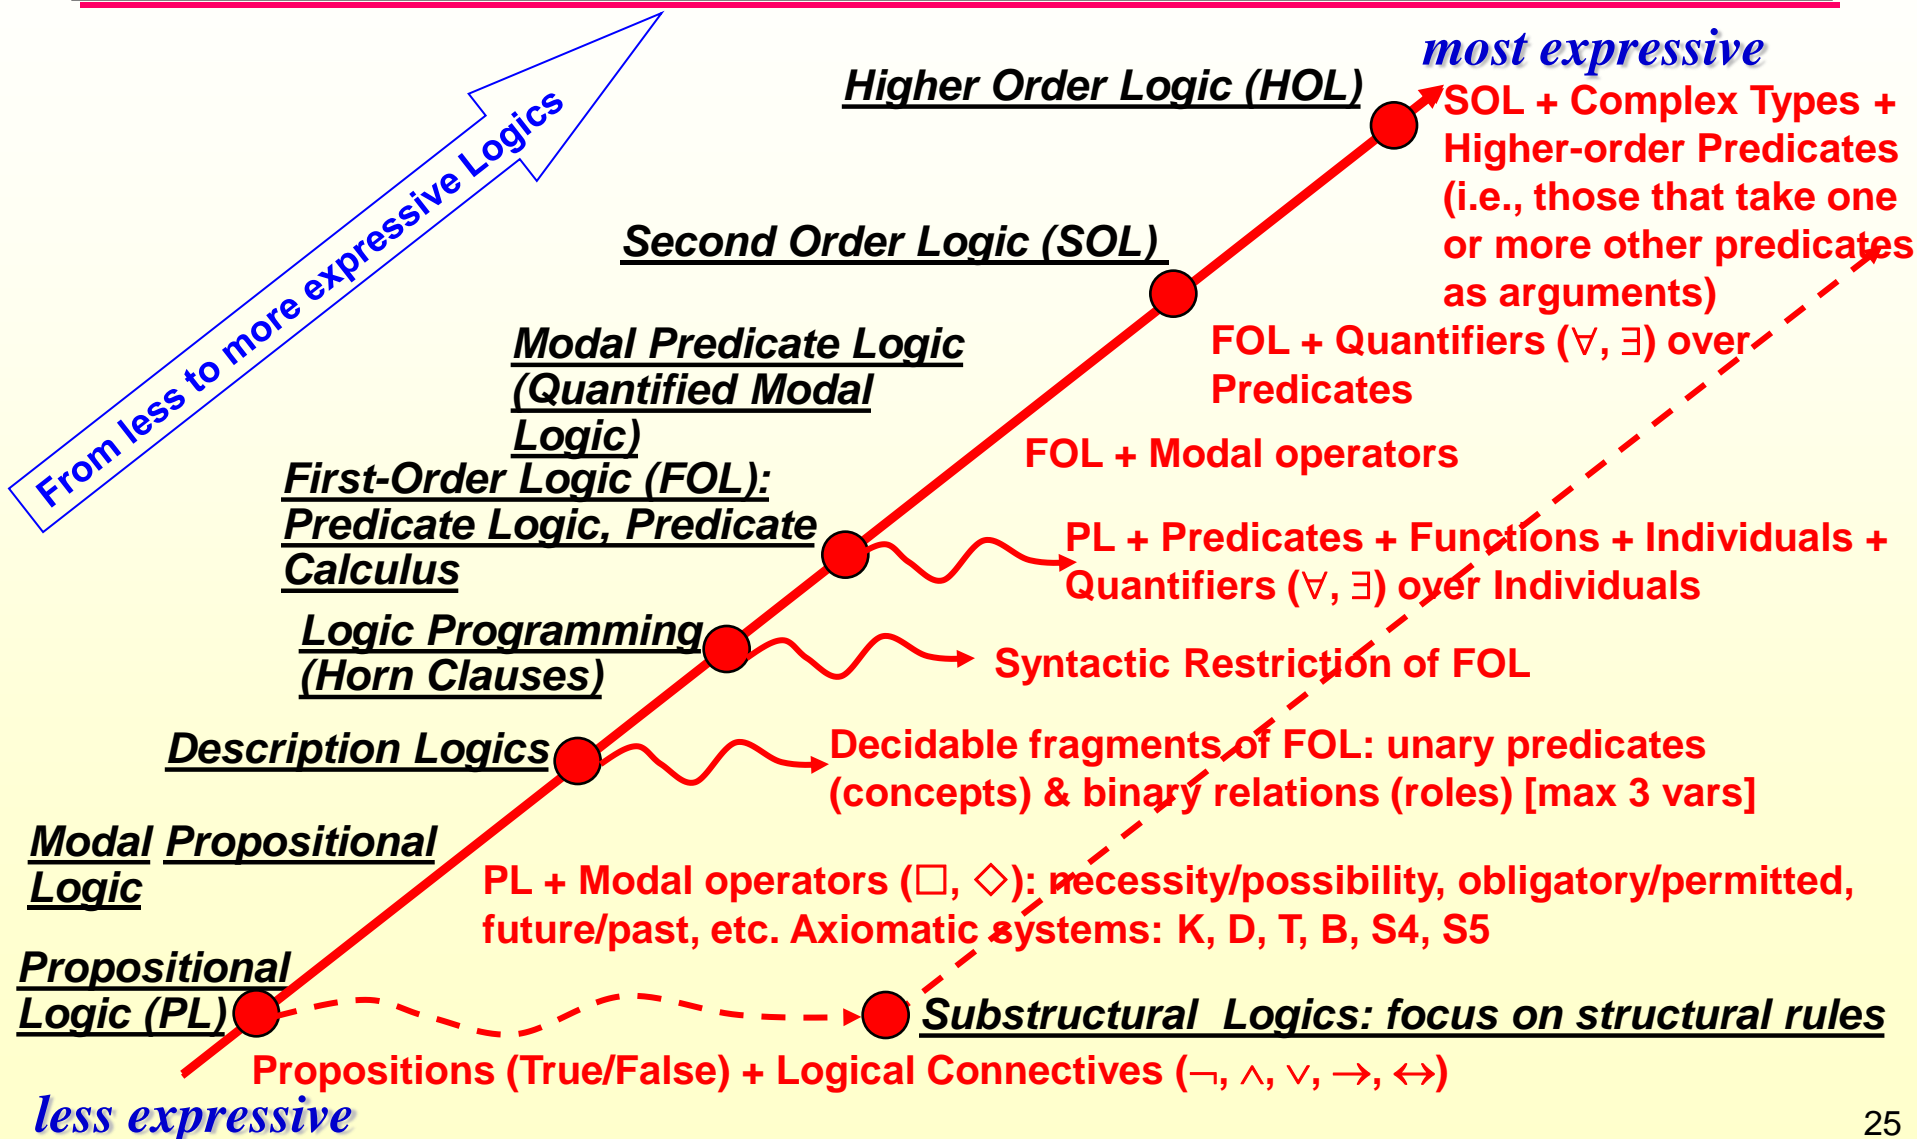 most expressive
From less to more expressive Logics
Higher Order Logic (HOL)
SOL + Complex Types +
Higher-order Predicates
(i.e., those that take one
or more other predicates
as arguments)
Second Order Logic (SOL)
FOL + Quantifiers (∀, ∃) over
Predicates
Modal Predicate Logic
(Quantified Modal
Logic)
FOL + Modal operators
First-Order Logic (FOL):
Predicate Logic, Predicate
Calculus
PL + Predicates + Functions + Individuals +
Quantifiers (∀, ∃) over Individuals
Logic Programming
(Horn Clauses)
Syntactic Restriction of FOL
Description Logics
Decidable fragments of FOL: unary predicates
(concepts) & binary relations (roles) [max 3 vars]
Modal Propositional
Logic
PL + Modal operators (□, ◇): necessity/possibility, obligatory/permitted,
future/past, etc. Axiomatic systems: K, D, T, B, S4, S5
Propositional
Logic (PL)
Substructural Logics: focus on structural rules
Propositions (True/False) + Logical Connectives (¬, ∧, ∨, →, ↔)
less expressive
25